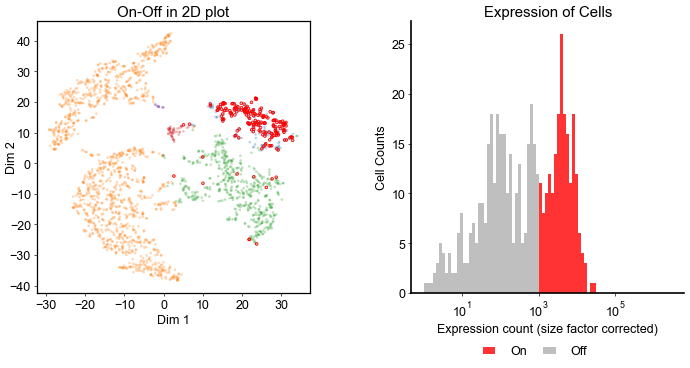 On-Off in 2D plot
40
30
20
10
0
−10
−20
−30
−40
Dim 2
−30 −20 −10 0 10 20 30
Dim 1
Expression of Cells
25
20
15
10
5
0
Cell Counts
10^1 10^3 10^5
Expression count (size factor corrected)
On Off